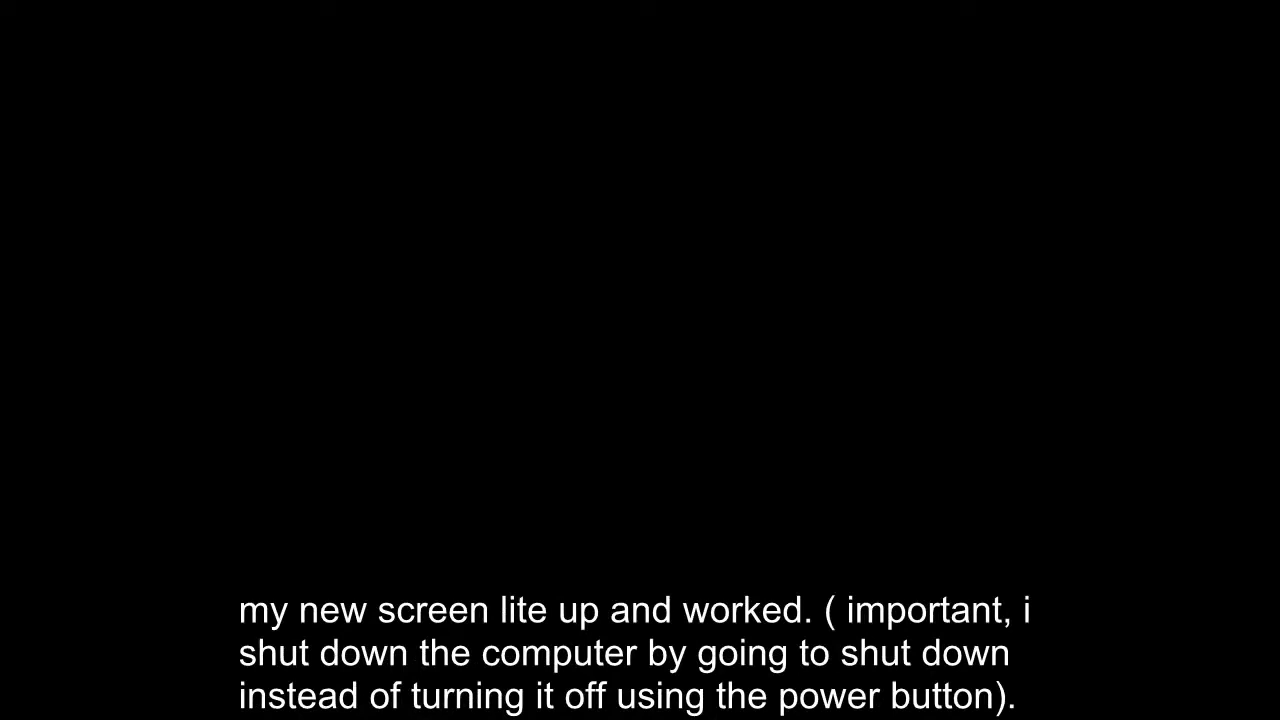 my new screen lite up and worked. ( important, i
shut down the computer by going to shut down
instead of turning it off using the power button).